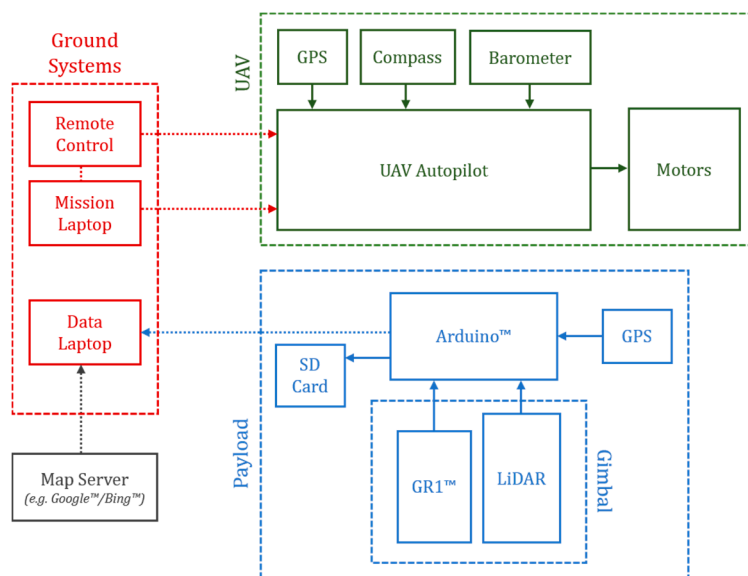 Ground
Systems
Remote
Control
Mission
Laptop
Data
Laptop
Map Server
(e.g. Google™/Bing™)
UAV
GPS
Compass
Barometer
UAV Autopilot
Motors
Payload
Arduino™
GPS
SD
Card
GR1™
LiDAR
Gimbal